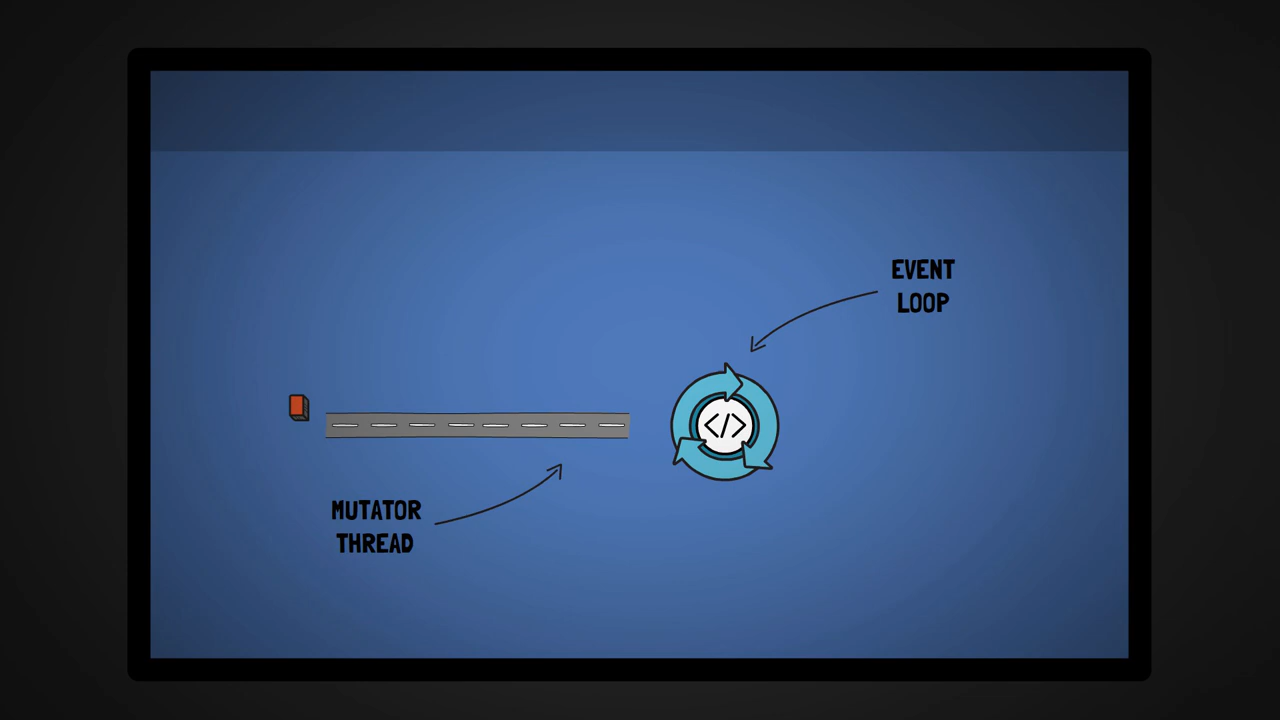 EVENT
LOOP
</>
MUTATOR
THREAD